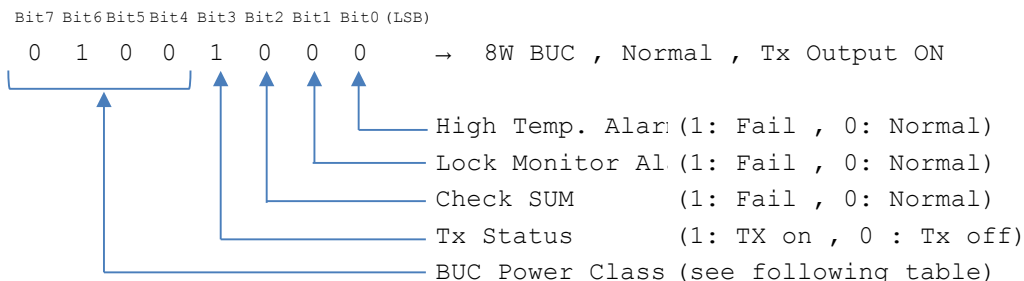 Bit7 Bit6 Bit5 Bit4 Bit3 Bit2 Bit1 Bit0 (LSB)
0 1 0 0 1 0 0 0 → 8W BUC , Normal , Tx Output ON
High Temp. Alar (1: Fail , 0: Normal)
Lock Monitor Al (1: Fail , 0: Normal)
Check SUM (1: Fail , 0: Normal)
Tx Status (1: TX on , 0 : Tx off)
BUC Power Class (see following table)